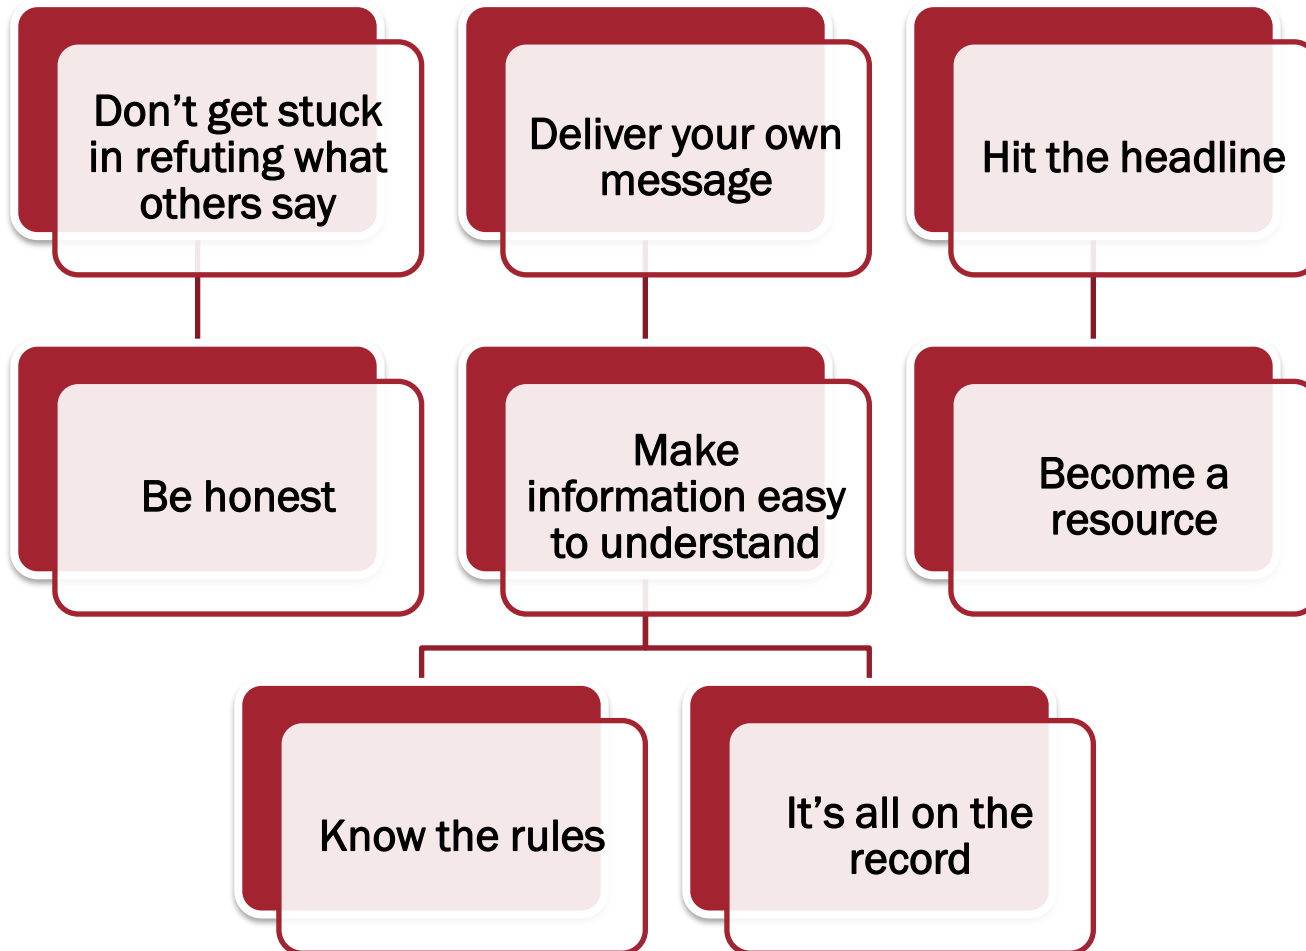 Don’t get stuck
in refuting what
others say
Deliver your own
message
Hit the headline
Be honest
Make
information easy
to understand
Become a
resource
Know the rules
It’s all on the
record